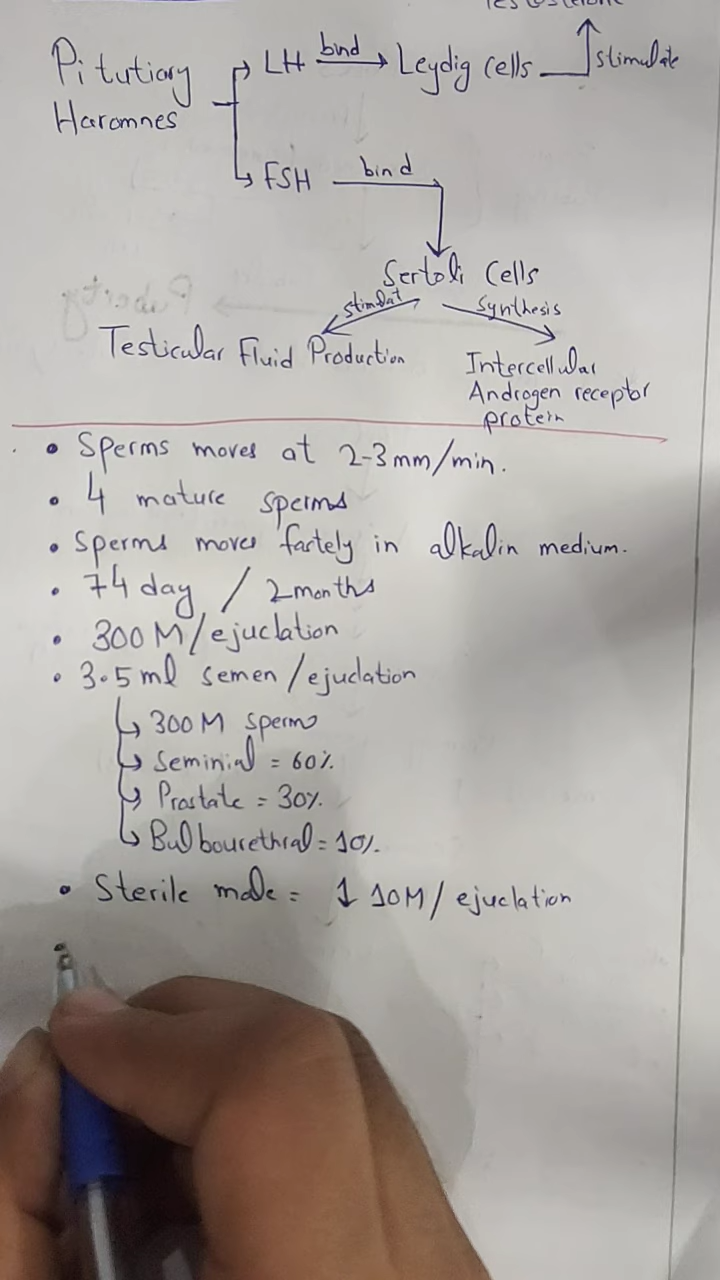 Testosterone
Pitutiary
Haromnes
LH bind Leydig cells stimulate
FSH bind
Sertoli Cells
stimulat synthesis
Testicular Fluid Production
Intercellular
Androgen receptor
protein
• Sperms moves at 2-3mm/min.
• 4 mature sperms
• Sperms moves fastely in alkalin medium.
• 74 day / 2months
• 300 M/ejuclation
• 3.5 ml semen/ejuclation
↳ 300 M sperms
↳ Seminial = 60%
↳ Prostate = 30%
↳ Bulbourethral = 10%
• Sterile male = ↓ 10M/ ejuclation